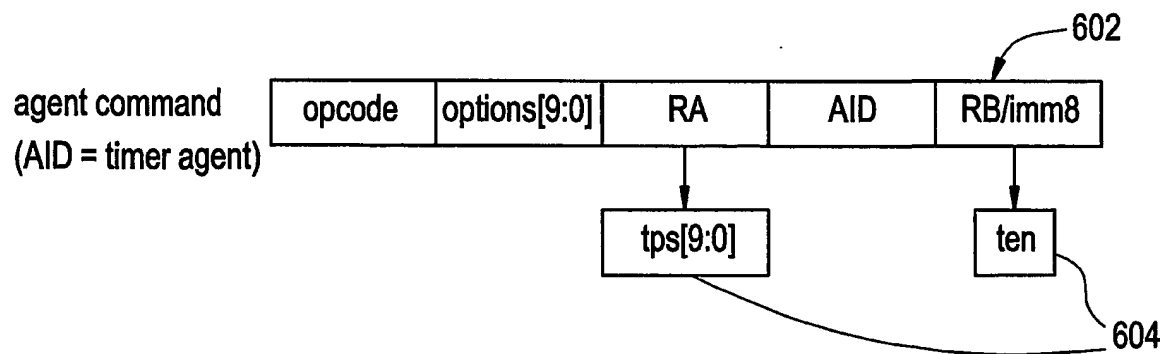 602
agent command
(AID = timer agent)
opcode options[9:0] RA AID RB/imm8
tps[9:0] ten
604